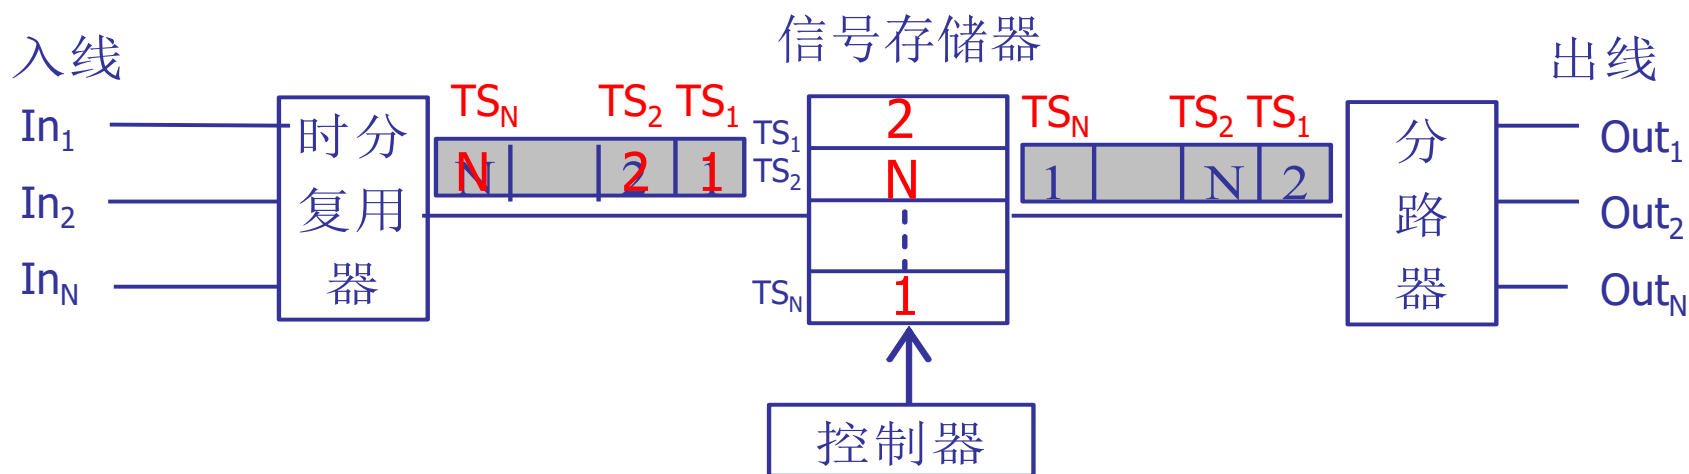 入线
In1
In2
InN
时分
复用
器
TSN TS2 TS1
N 2 1
信号存储器
TS1 2
TS2 N
TSN 1
控制器
TSN TS2 TS1
1 N 2
分
路
器
出线
Out1
Out2
OutN